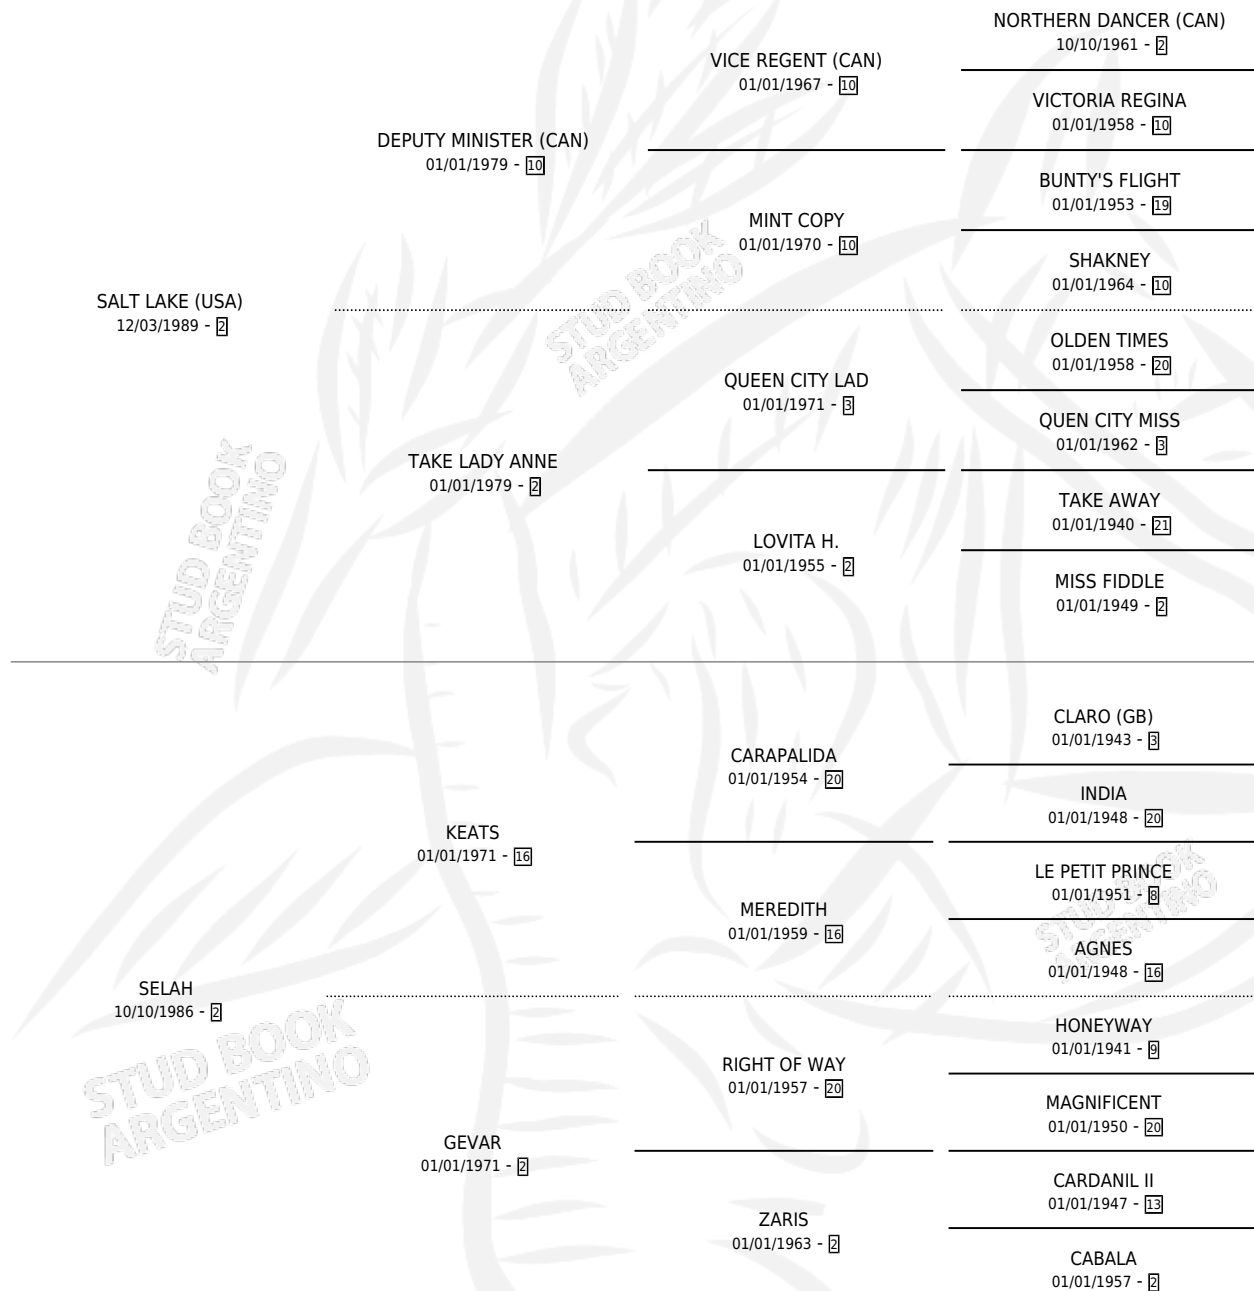 NORTHERN DANCER (CAN)
10/10/1961 - 2
VICE REGENT (CAN)
01/01/1967 - 10
VICTORIA REGINA
01/01/1958 - 10
DEPUTY MINISTER (CAN)
01/01/1979 - 10
BUNTY'S FLIGHT
01/01/1953 - 19
MINT COPY
01/01/1970 - 10
SHAKNEY
01/01/1964 - 10
SALT LAKE (USA)
12/03/1989 - 2
OLDEN TIMES
01/01/1958 - 20
QUEEN CITY LAD
01/01/1971 - 3
QUEN CITY MISS
01/01/1962 - 3
TAKE LADY ANNE
01/01/1979 - 2
TAKE AWAY
01/01/1940 - 21
LOVITA H.
01/01/1955 - 2
MISS FIDDLE
01/01/1949 - 2
CLARO (GB)
01/01/1943 - 3
CARAPALIDA
01/01/1954 - 20
INDIA
01/01/1948 - 20
KEATS
01/01/1971 - 16
LE PETIT PRINCE
01/01/1951 - 8
MEREDITH
01/01/1959 - 16
AGNES
01/01/1948 - 16
SELAH
10/10/1986 - 2
HONEYWAY
01/01/1941 - 9
RIGHT OF WAY
01/01/1957 - 20
MAGNIFICENT
01/01/1950 - 20
GEVAR
01/01/1971 - 2
CARDANIL II
01/01/1947 - 13
ZARIS
01/01/1963 - 2
CABALA
01/01/1957 - 2
STUD BOOK
ARGENTINO
STUD BOOK
ARGENTINO
STUD BOOK
ARGENTINO
STUD BOOK
ARGENTINO